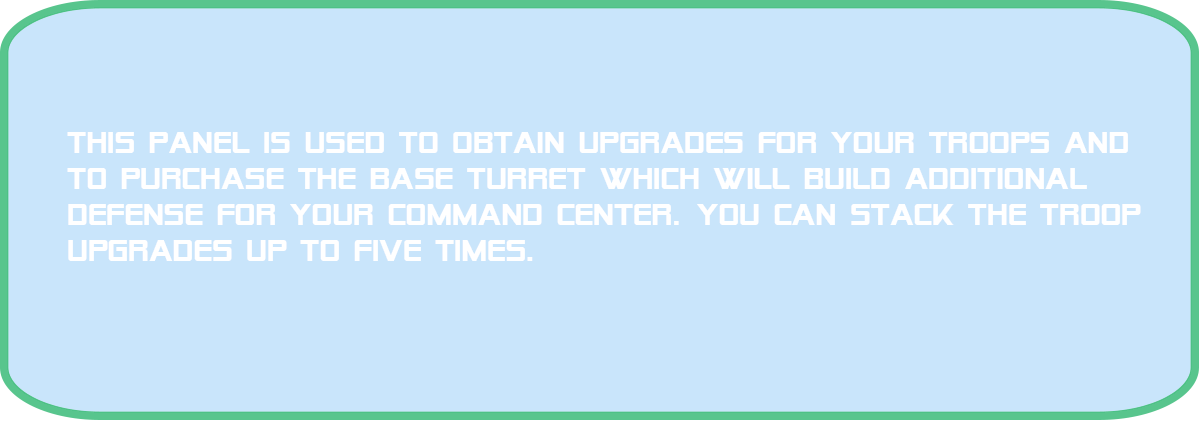 THIS PANEL IS USED TO OBTAIN UPGRADES FOR YOUR TROOPS AND
TO PURCHASE THE BASE TURRET WHICH WILL BUILD ADDITIONAL
DEFENSE FOR YOUR COMMAND CENTER. YOU CAN STACK THE TROOP
UPGRADES UP TO FIVE TIMES.